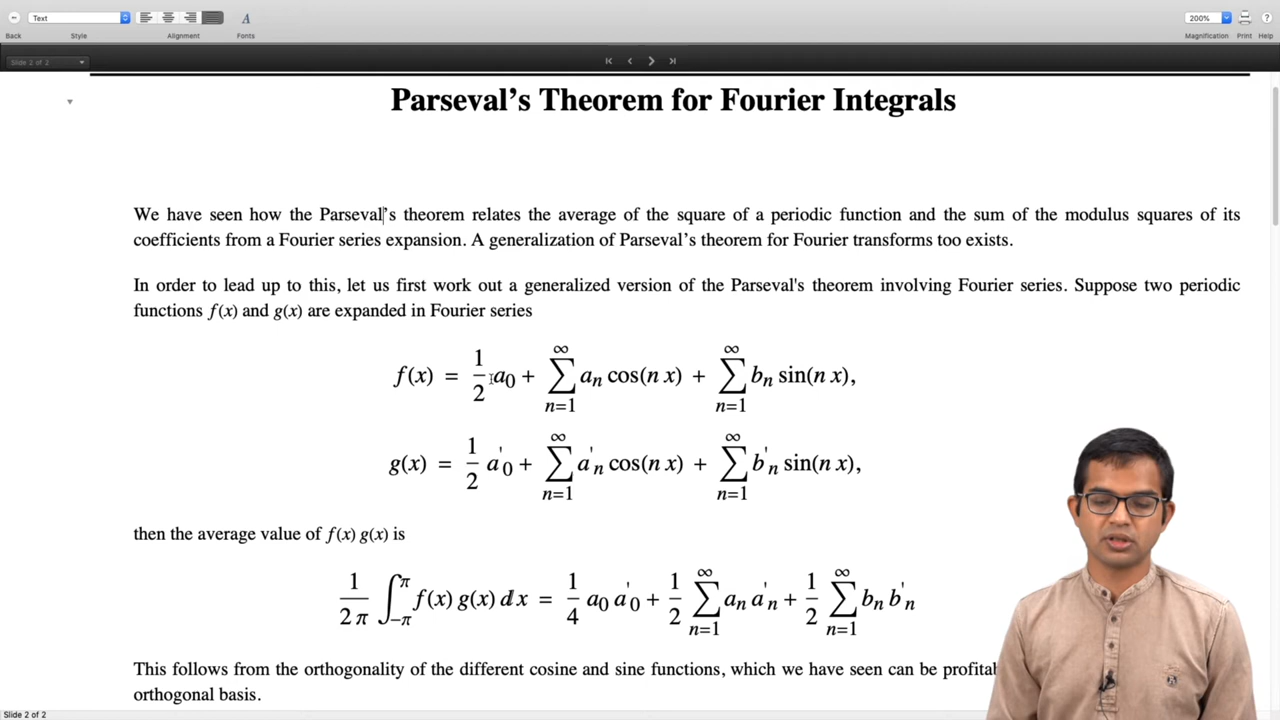 Text
200%
Back Style Alignment Fonts Magnification Print Help
Slide 2 of 2
Parseval’s Theorem for Fourier Integrals
We have seen how the Parseval’s theorem relates the average of the square of a periodic function and the sum of the modulus squares of its
coefficients from a Fourier series expansion. A generalization of Parseval’s theorem for Fourier transforms too exists.
In order to lead up to this, let us first work out a generalized version of the Parseval's theorem involving Fourier series. Suppose two periodic
functions f(x) and g(x) are expanded in Fourier series
f(x) = 1/2 a₀ + ∑_{n=1}^{∞} aₙ cos(n x) + ∑_{n=1}^{∞} bₙ sin(n x),
g(x) = 1/2 a'₀ + ∑_{n=1}^{∞} a'ₙ cos(n x) + ∑_{n=1}^{∞} b'ₙ sin(n x),
then the average value of f(x) g(x) is
1/(2π) ∫_{-π}^{π} f(x) g(x) dx = 1/4 a₀ a'₀ + 1/2 ∑_{n=1}^{∞} aₙ a'ₙ + 1/2 ∑_{n=1}^{∞} bₙ b'ₙ
This follows from the orthogonality of the different cosine and sine functions, which we have seen can be
orthogonal basis.
Slide 2 of 2